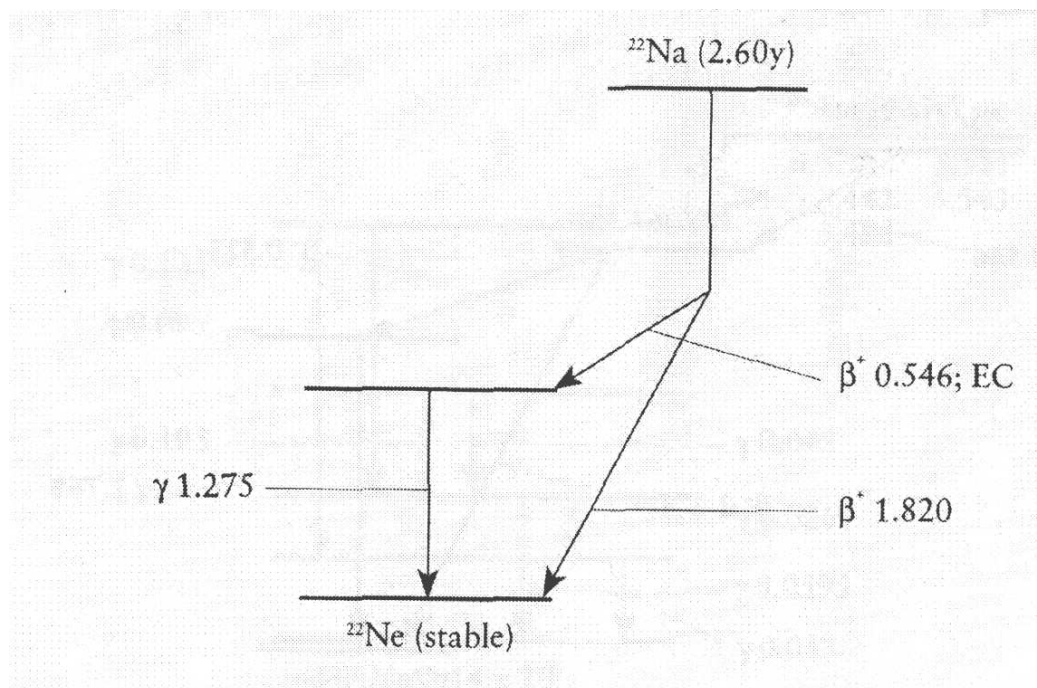 ²²Na (2.60y)
β⁺ 0.546; EC
γ 1.275
β⁺ 1.820
²²Ne (stable)